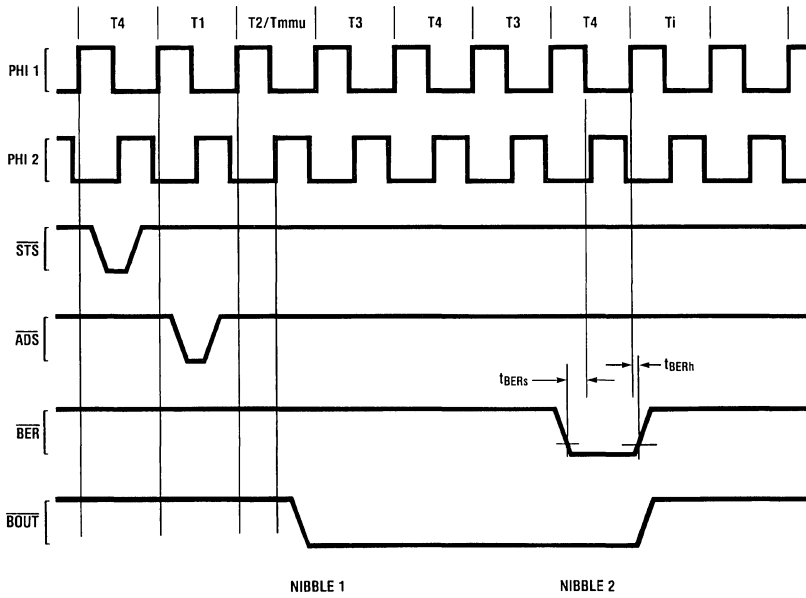 T4 T1 T2/Tmmu T3 T4 T3 T4 Ti
PHI 1
PHI 2
STS
ADS
tBERs tBERh
BER
BOUT
NIBBLE 1 NIBBLE 2